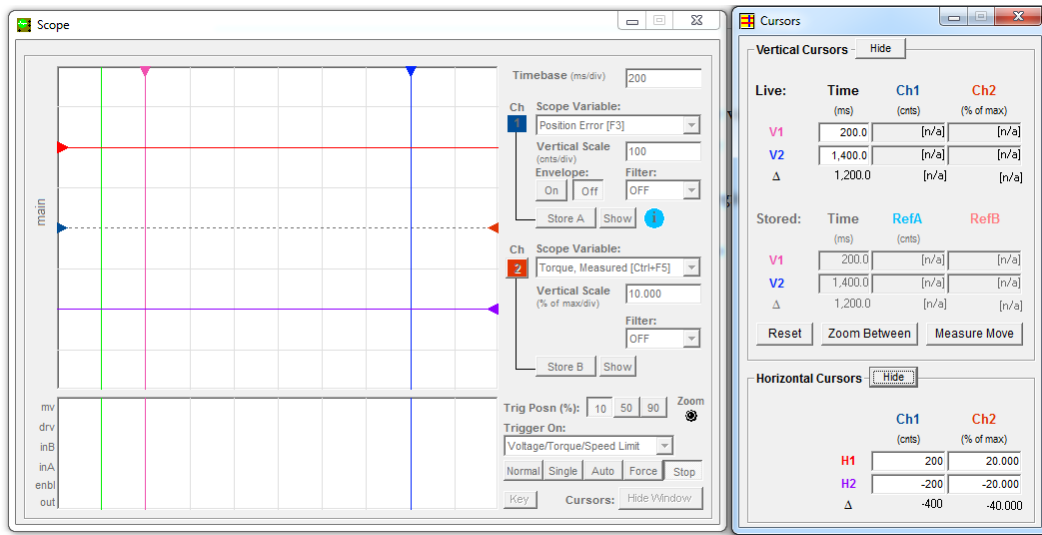 Scope
main
mv
drv
inB
inA
enbl
out
Timebase (ms/div) 200
Ch Scope Variable:
1 Position Error [F3]
Vertical Scale (cnts/div) 100
Envelope: Filter:
On Off OFF
Store A Show i
Ch Scope Variable:
2 Torque, Measured [Ctrl+F5]
Vertical Scale (% of max/div) 10.000
Filter:
OFF
Store B Show
Trig Posn (%): 10 50 90 Zoom
Trigger On:
Voltage/Torque/Speed Limit
Normal Single Auto Force Stop
Key Cursors: Hide Window
Cursors
Vertical Cursors Hide
Live: Time Ch1 Ch2
(ms) (cnts) (% of max)
V1 200.0 [n/a] [n/a]
V2 1,400.0 [n/a] [n/a]
Δ 1,200.0 [n/a] [n/a]
Stored: Time RefA RefB
(ms) (cnts)
V1 200.0 [n/a] [n/a]
V2 1,400.0 [n/a] [n/a]
Δ 1,200.0 [n/a] [n/a]
Reset Zoom Between Measure Move
Horizontal Cursors Hide
Ch1 Ch2
(cnts) (% of max)
H1 200 20.000
H2 -200 -20.000
Δ -400 -40.000